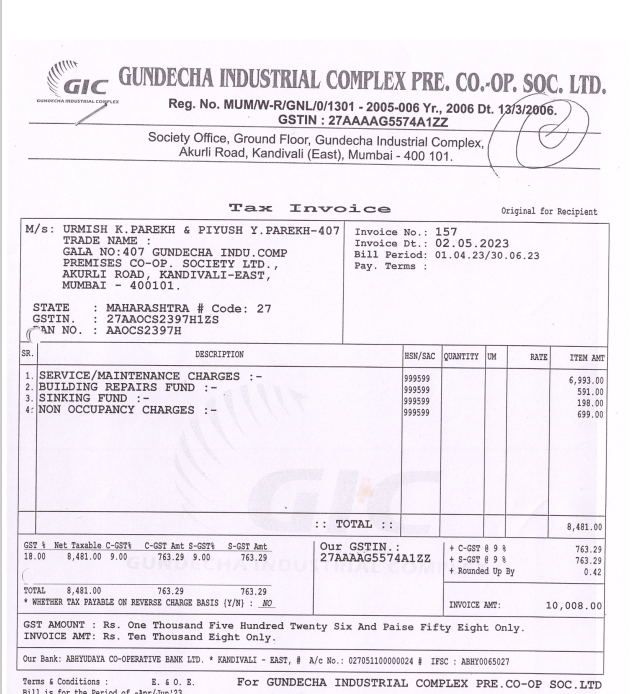 GIC
GUNDECHA INDUSTRIAL COMPLEX
GUNDECHA INDUSTRIAL COMPLEX PRE. CO.-OP. SOC. LTD.
Reg. No. MUM/W-R/GNL/0/1301 - 2005-006 Yr., 2006 Dt. 13/3/2006.
GSTIN : 27AAAAG5574A1ZZ
Society Office, Ground Floor, Gundecha Industrial Complex,
Akurli Road, Kandivali (East), Mumbai - 400 101.
Tax Invoice
Original for Recipient
M/s: URMISH K.PAREKH & PIYUSH Y.PAREKH-407
TRADE NAME :
GALA NO:407 GUNDECHA INDU.COMP
PREMISES CO-OP. SOCIETY LTD.,
AKURLI ROAD, KANDIVALI-EAST,
MUMBAI - 400101.
STATE : MAHARASHTRA # Code: 27
GSTIN. : 27AAOCS2397H1ZS
PAN NO. : AAOCS2397H
Invoice No.: 157
Invoice Dt.: 02.05.2023
Bill Period: 01.04.23/30.06.23
Pay. Terms :
SR. DESCRIPTION HSN/SAC QUANTITY UM RATE ITEM AMT
1. SERVICE/MAINTENANCE CHARGES :- 999599 6,993.00
2. BUILDING REPAIRS FUND :- 999599 591.00
3. SINKING FUND :- 999599 198.00
4: NON OCCUPANCY CHARGES :- 999599 699.00
:: TOTAL :: 8,481.00
GST % Net Taxable C-GST% C-GST Amt S-GST% S-GST Amt
18.00 8,481.00 9.00 763.29 9.00 763.29
TOTAL 8,481.00 763.29 763.29
* WHETHER TAX PAYABLE ON REVERSE CHARGE BASIS {Y/N} : NO
Our GSTIN.:
27AAAAG5574A1ZZ
+ C-GST @ 9 % 763.29
+ S-GST @ 9 % 763.29
+ Rounded Up By 0.42
INVOICE AMT: 10,008.00
GST AMOUNT : Rs. One Thousand Five Hundred Twenty Six And Paise Fifty Eight Only.
INVOICE AMT: Rs. Ten Thousand Eight Only.
Our Bank: ABHYUDAYA CO-OPERATIVE BANK LTD. * KANDIVALI - EAST, # A/c No.: 027051100000024 # IFSC : ABHY0065027
Terms & Conditions : E. & O. E. For GUNDECHA INDUSTRIAL COMPLEX PRE.CO-OP SOC.LTD
Bill is for the Period of -Apr/Jun'23